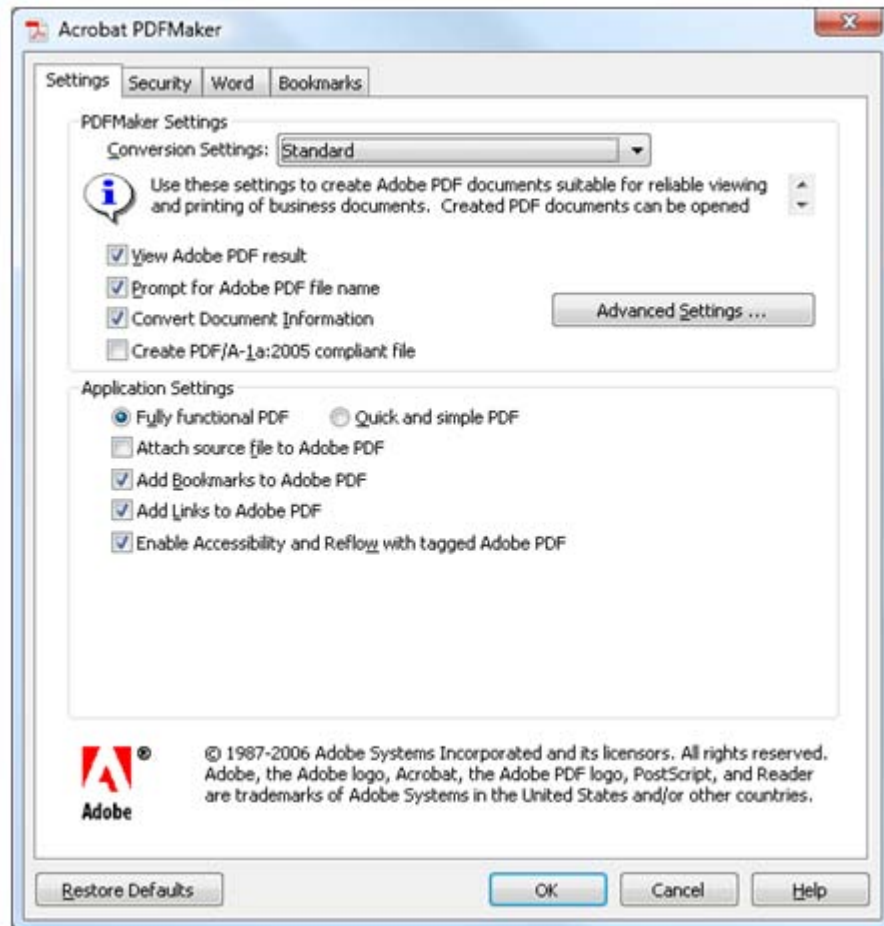 Acrobat PDFMaker
Settings Security Word Bookmarks
PDFMaker Settings
Conversion Settings: Standard
Use these settings to create Adobe PDF documents suitable for reliable viewing
and printing of business documents. Created PDF documents can be opened
View Adobe PDF result
Prompt for Adobe PDF file name
Convert Document Information
Advanced Settings ...
Create PDF/A-1a:2005 compliant file
Application Settings
Fully functional PDF Quick and simple PDF
Attach source file to Adobe PDF
Add Bookmarks to Adobe PDF
Add Links to Adobe PDF
Enable Accessibility and Reflow with tagged Adobe PDF
® © 1987-2006 Adobe Systems Incorporated and its licensors. All rights reserved.
Adobe, the Adobe logo, Acrobat, the Adobe PDF logo, PostScript, and Reader
are trademarks of Adobe Systems in the United States and/or other countries.
Adobe
Restore Defaults OK Cancel Help